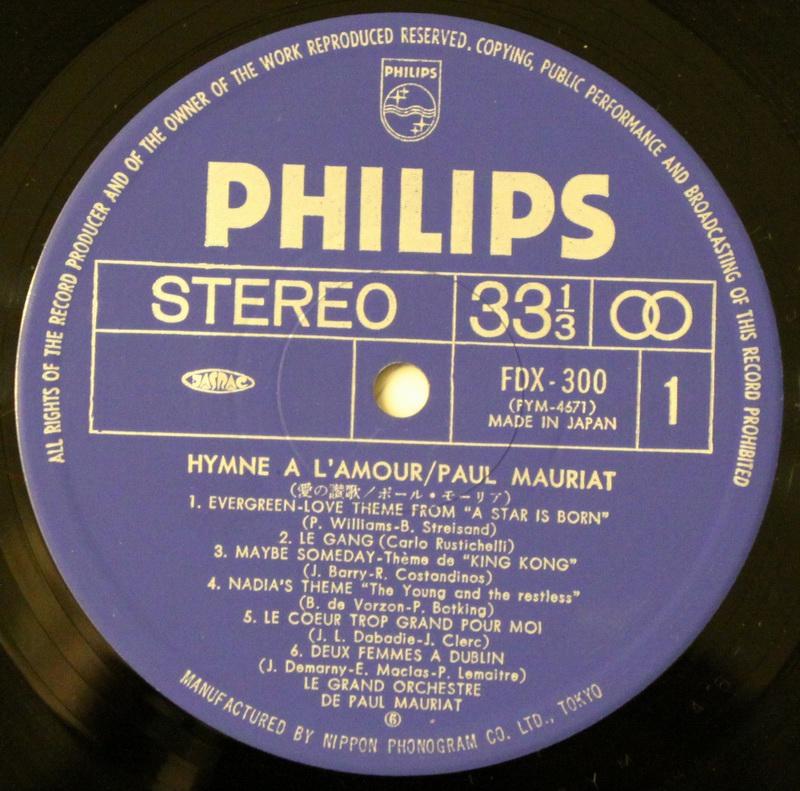 ALL RIGHTS OF THE RECORD PRODUCER AND OF THE OWNER OF THE WORK REPRODUCED RESERVED. COPYING, PUBLIC PERFORMANCE AND BROADCASTING OF THIS RECORD PROHIBITED
PHILIPS
PHILIPS
STEREO 33⅓
JASRAC
FDX-300
(FYM-4671)
MADE IN JAPAN
1
HYMNE A L'AMOUR/PAUL MAURIAT
(愛の讃歌/ポール・モーリア)
1. EVERGREEN-LOVE THEME FROM "A STAR IS BORN"
(P. Williams-B. Streisand)
2. LE GANG (Carlo Rustichelli)
3. MAYBE SOMEDAY-Thème de "KING KONG"
(J. Barry-R. Costandinos)
4. NADIA'S THEME "The Young and the restless"
(B. de Vorzon-P. Botking)
5. LE COEUR TROP GRAND POUR MOI
(J. L. Dabadie-J. Clerc)
6. DEUX FEMMES A DUBLIN
(J. Demarny-E. Macias-P. Lemaitre)
LE GRAND ORCHESTRE
DE PAUL MAURIAT
⑥
MANUFACTURED BY NIPPON PHONOGRAM CO. LTD., TOKYO